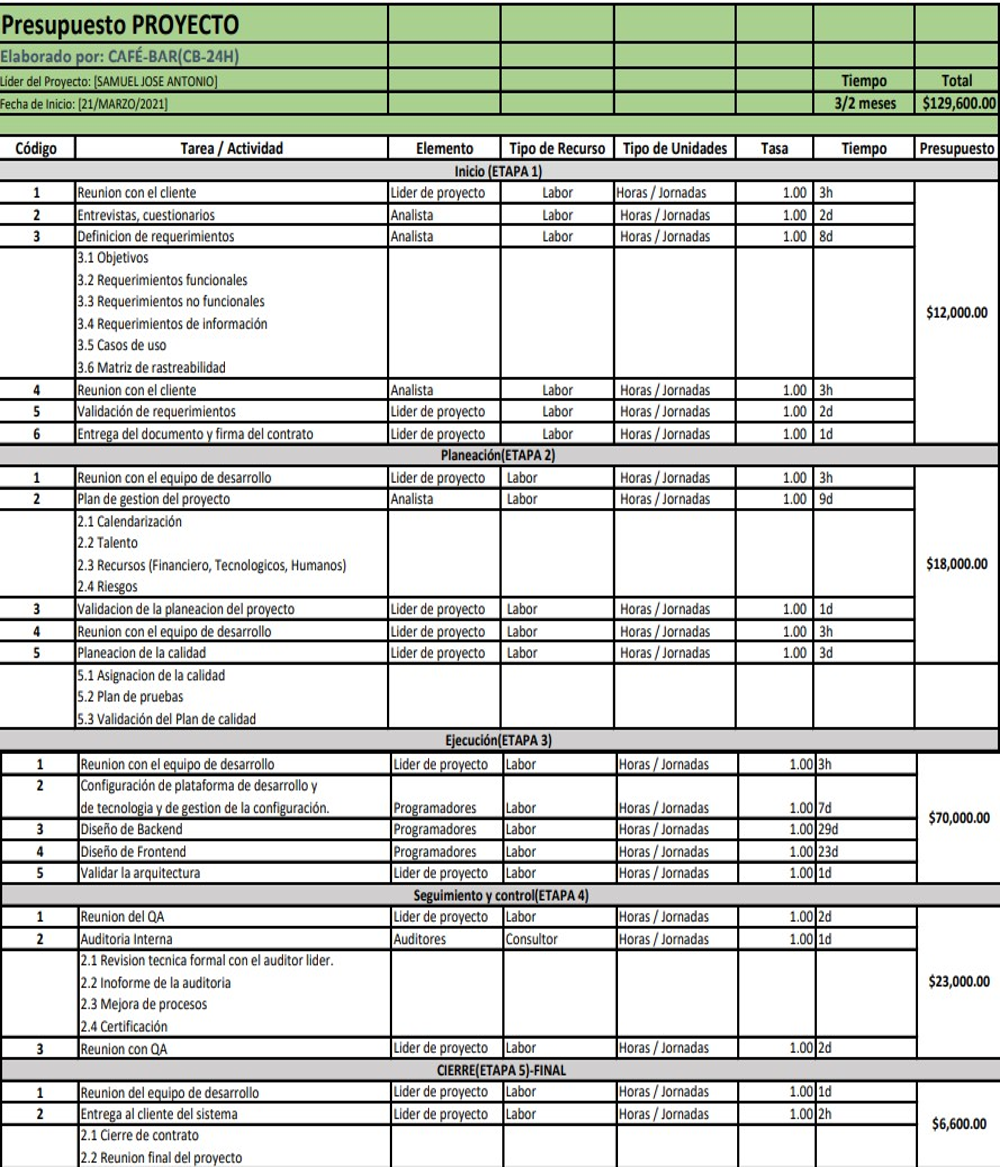 Presupuesto PROYECTO
Elaborado por: CAFÉ-BAR(CB-24H)
Líder del Proyecto: [SAMUEL JOSE ANTONIO] Tiempo Total
Fecha de Inicio: [21/MARZO/2021] 3/2 meses $129,600.00
Código Tarea / Actividad Elemento Tipo de Recurso Tipo de Unidades Tasa Tiempo Presupuesto
Inicio (ETAPA 1)
1 Reunion con el cliente Lider de proyecto Labor Horas / Jornadas 1.00 3h
2 Entrevistas, cuestionarios Analista Labor Horas / Jornadas 1.00 2d
3 Definicion de requerimientos Analista Labor Horas / Jornadas 1.00 8d
3.1 Objetivos
3.2 Requerimientos funcionales
3.3 Requerimientos no funcionales
$12,000.00
3.4 Requerimientos de información
3.5 Casos de uso
3.6 Matriz de rastreabilidad
4 Reunion con el cliente Analista Labor Horas / Jornadas 1.00 3h
5 Validación de requerimientos Lider de proyecto Labor Horas / Jornadas 1.00 2d
6 Entrega del documento y firma del contrato Lider de proyecto Labor Horas / Jornadas 1.00 1d
Planeación(ETAPA 2)
1 Reunion con el equipo de desarrollo Lider de proyecto Labor Horas / Jornadas 1.00 3h
2 Plan de gestion del proyecto Analista Labor Horas / Jornadas 1.00 9d
2.1 Calendarización
2.2 Talento
2.3 Recursos (Financiero, Tecnologicos, Humanos) $18,000.00
2.4 Riesgos
3 Validacion de la planeacion del proyecto Lider de proyecto Labor Horas / Jornadas 1.00 1d
4 Reunion con el equipo de desarrollo Lider de proyecto Labor Horas / Jornadas 1.00 3h
5 Planeacion de la calidad Lider de proyecto Labor Horas / Jornadas 1.00 3d
5.1 Asignacion de la calidad
5.2 Plan de pruebas
5.3 Validación del Plan de calidad
Ejecución(ETAPA 3)
1 Reunion con el equipo de desarrollo Lider de proyecto Labor Horas / Jornadas 1.00 3h
2 Configuración de plataforma de desarrollo y
de tecnologia y de gestion de la configuración. Programadores Labor Horas / Jornadas 1.00 7d
$70,000.00
3 Diseño de Backend Programadores Labor Horas / Jornadas 1.00 29d
4 Diseño de Frontend Programadores Labor Horas / Jornadas 1.00 23d
5 Validar la arquitectura Lider de proyecto Labor Horas / Jornadas 1.00 1d
Seguimiento y control(ETAPA 4)
1 Reunion del QA Lider de proyecto Labor Horas / Jornadas 1.00 2d
2 Auditoria Interna Auditores Consultor Horas / Jornadas 1.00 1d
2.1 Revision tecnica formal con el auditor lider.
2.2 Inoforme de la auditoria $23,000.00
2.3 Mejora de procesos
2.4 Certificación
3 Reunion con QA Lider de proyecto Labor Horas / Jornadas 1.00 2d
CIERRE(ETAPA 5)-FINAL
1 Reunion del equipo de desarrollo Lider de proyecto Labor Horas / Jornadas 1.00 1d
2 Entrega al cliente del sistema Lider de proyecto Labor Horas / Jornadas 1.00 2h
$6,600.00
2.1 Cierre de contrato
2.2 Reunion final del proyecto